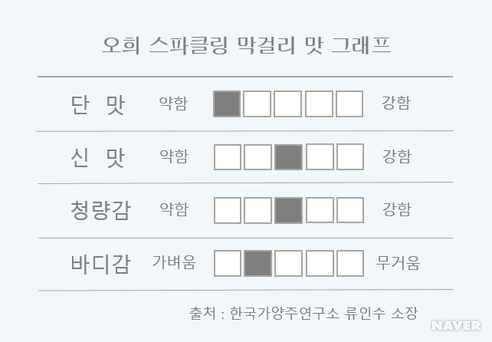 오희 스파클링 막걸리 맛 그래프
단 맛 약함 강함
신 맛 약함 강함
청량감 약함 강함
바디감 가벼움 무거움
출처 : 한국가양주연구소 류인수 소장
NAVER